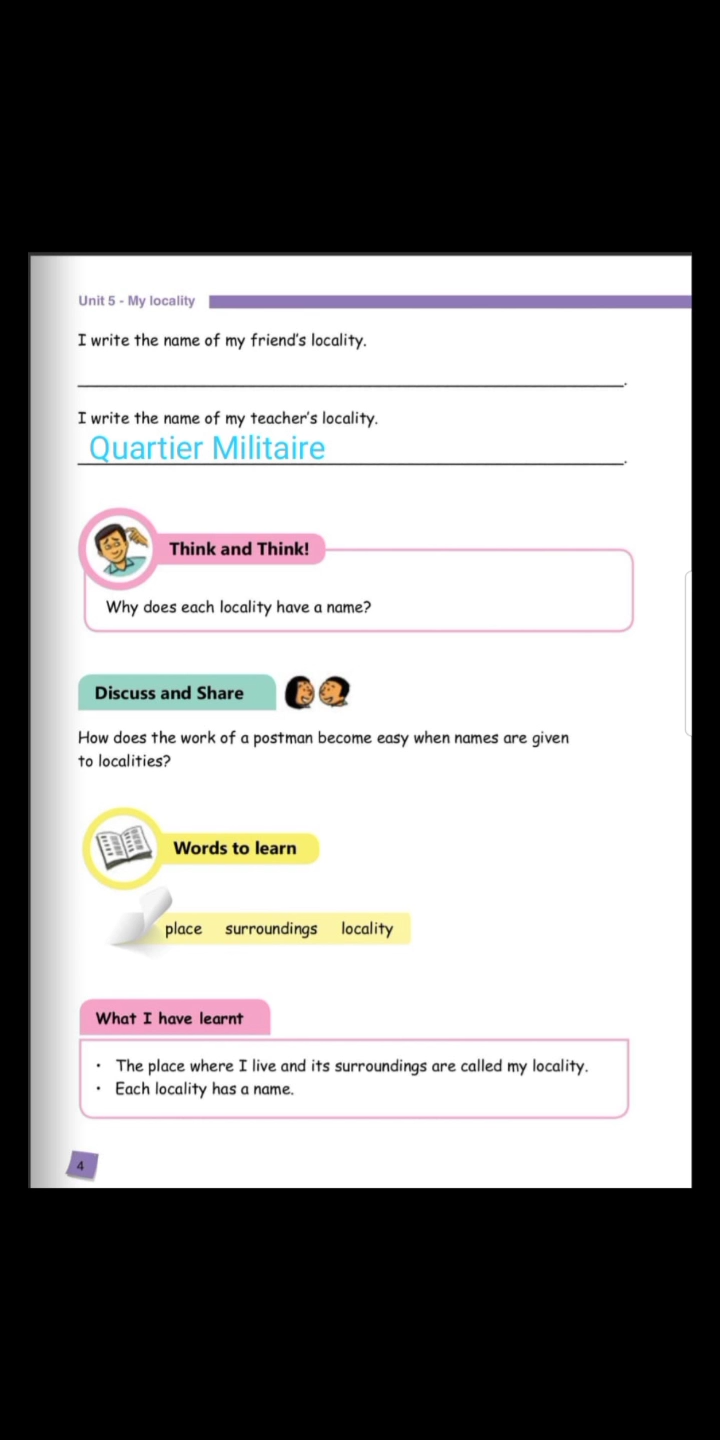 Unit 5 - My locality
I write the name of my friend's locality.
.
I write the name of my teacher's locality.
Quartier Militaire
.
Think and Think!
Why does each locality have a name?
Discuss and Share
How does the work of a postman become easy when names are given
to localities?
Words to learn
place surroundings locality
What I have learnt
• The place where I live and its surroundings are called my locality.
• Each locality has a name.
4